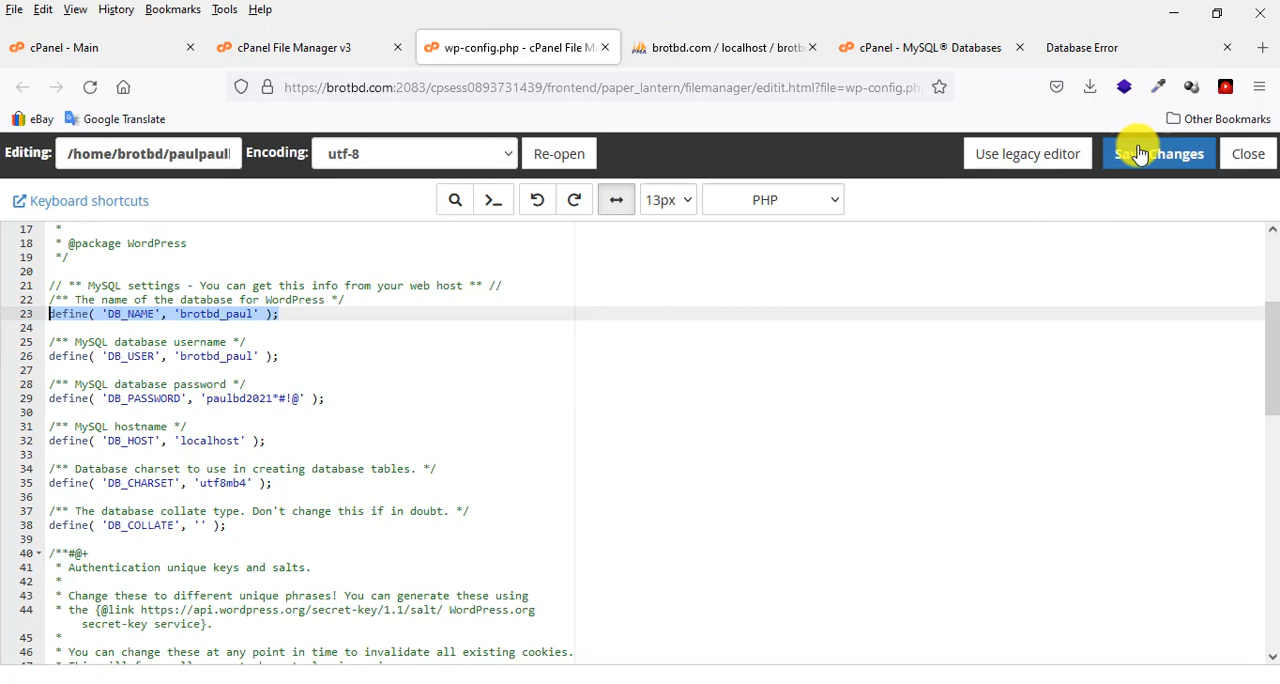 File Edit View History Bookmarks Tools Help
cPanel - Main cPanel File Manager v3 wp-config.php - cPanel File M brotbd.com / localhost / brotb cPanel - MySQL® Databases Database Error
https://brotbd.com:2083/cpsess0893731439/frontend/paper_lantern/filemanager/editit.html?file=wp-config.ph
eBay Google Translate Other Bookmarks
Editing: /home/brotbd/paulpaull Encoding: utf-8 Re-open Use legacy editor Save Changes Close
Keyboard shortcuts 13px PHP
17 *
18 * @package WordPress
19 */
20
21 // ** MySQL settings - You can get this info from your web host ** //
22 /** The name of the database for WordPress */
23 define( 'DB_NAME', 'brotbd_paul' );
24
25 /** MySQL database username */
26 define( 'DB_USER', 'brotbd_paul' );
27
28 /** MySQL database password */
29 define( 'DB_PASSWORD', 'paulbd2021*#!@' );
30
31 /** MySQL hostname */
32 define( 'DB_HOST', 'localhost' );
33
34 /** Database charset to use in creating database tables. */
35 define( 'DB_CHARSET', 'utf8mb4' );
36
37 /** The database collate type. Don't change this if in doubt. */
38 define( 'DB_COLLATE', '' );
39
40 /**#@+
41 * Authentication unique keys and salts.
42 *
43 * Change these to different unique phrases! You can generate these using
44 * the {@link https://api.wordpress.org/secret-key/1.1/salt/ WordPress.org
secret-key service}.
45 *
46 * You can change these at any point in time to invalidate all existing cookies.